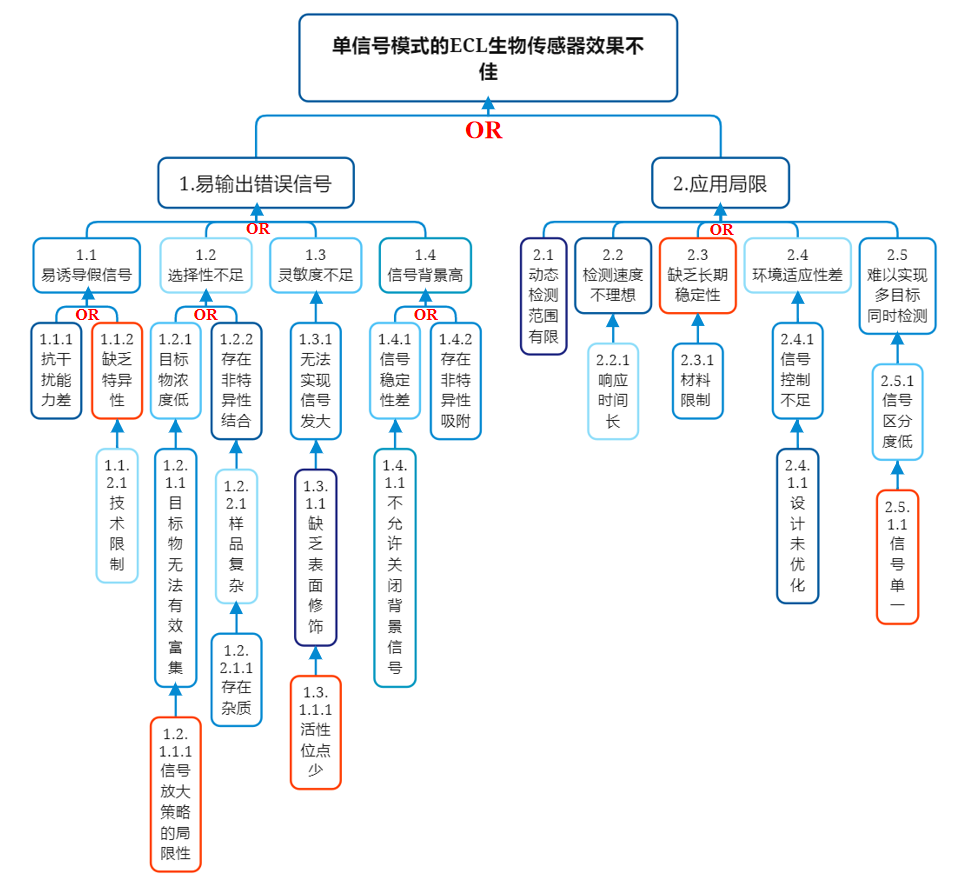 单信号模式的ECL生物传感器效果不
佳
OR
1.易输出错误信号
2.应用局限
OR
OR
1.1
易诱导假信号
1.2
选择性不足
1.3
灵敏度不足
1.4
信号背景高
2.1
动态
检测
范围
有限
2.2
检测速度
不理想
2.3
缺乏长期
稳定性
2.4
环境适应性差
2.5
难以实现
多目标
同时检测
OR
OR
OR
1.1.1
抗干
扰能
力差
1.1.2
缺乏
特异
性
1.2.1
目标
物浓
度低
1.2.2
存在
非特
异性
结合
1.3.1
无法
实现
信号
放大
1.4.1
信号
稳定
性差
1.4.2
存在
非特
异性
吸附
2.2.1
响应
时间
长
2.3.1
材料
限制
2.4.1
信号
控制
不足
2.5.1
信号
区分
度低
1.1.
2.1
技
术
限
制
1.2.
1.1
目
标
物
无
法
有
效
富
集
1.2.
2.1
样
品
复
杂
1.3.
1.1
缺
乏
表
面
修
饰
1.4.
1.1
不
允
许
关
闭
背
景
信
号
2.4.
1.1
设
计
未
优
化
2.5.
1.1
信
号
单
一
1.2.
1.1.1
信号
放大
策略
的局
限性
1.2.
2.1.1
存在
杂质
1.3.
1.1.1
活性
位点
少